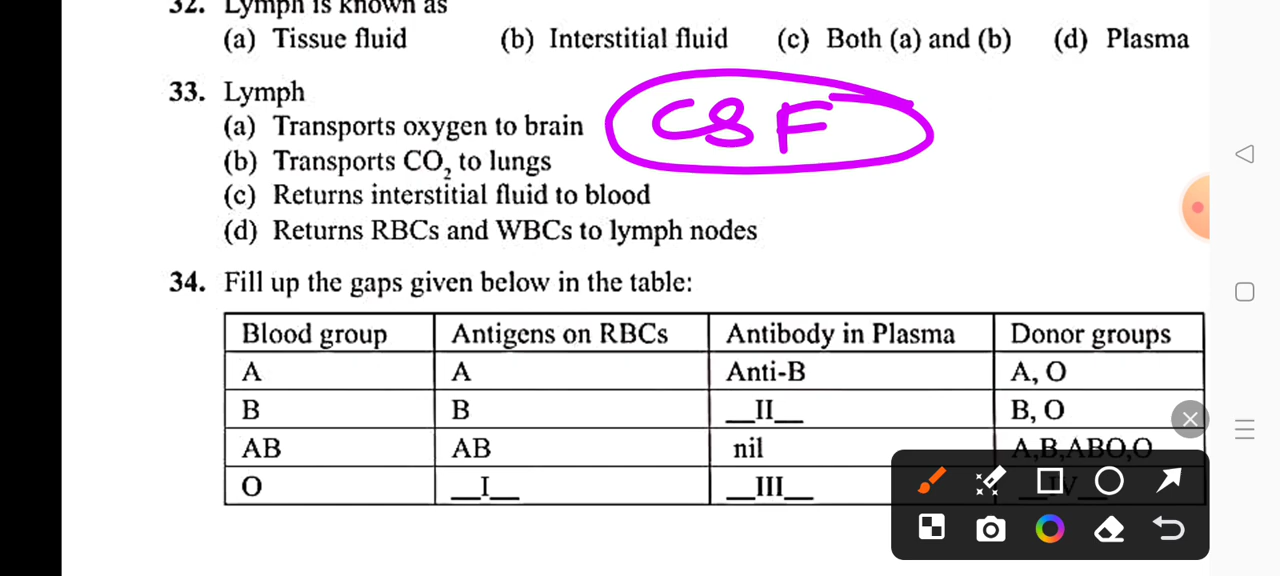 32. Lymph is known as
(a) Tissue fluid (b) Interstitial fluid (c) Both (a) and (b) (d) Plasma
33. Lymph
(a) Transports oxygen to brain
CSF
(b) Transports CO₂ to lungs
(c) Returns interstitial fluid to blood
(d) Returns RBCs and WBCs to lymph nodes
34. Fill up the gaps given below in the table:
Blood group Antigens on RBCs Antibody in Plasma Donor groups
A A Anti-B A, O
B B __II__ B, O
AB AB nil A,B,ABO,O
O __I__ __III__ __IV__